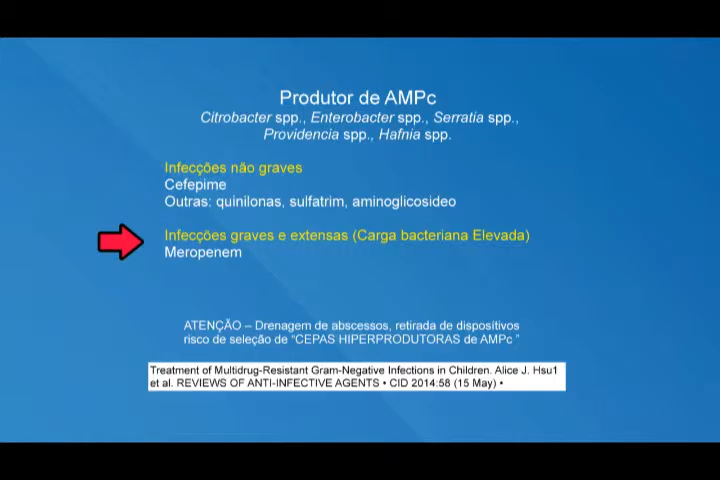 Produtor de AMPc
Citrobacter spp., Enterobacter spp., Serratia spp.,
Providencia spp., Hafnia spp.
Infecções não graves
Cefepime
Outras: quinilonas, sulfatrim, aminoglicosideo
Infecções graves e extensas (Carga bacteriana Elevada)
Meropenem
ATENÇÃO – Drenagem de abscessos, retirada de dispositivos
risco de seleção de “CEPAS HIPERPRODUTORAS de AMPc ”
Treatment of Multidrug-Resistant Gram-Negative Infections in Children. Alice J. Hsu1
et al. REVIEWS OF ANTI-INFECTIVE AGENTS • CID 2014:58 (15 May) •